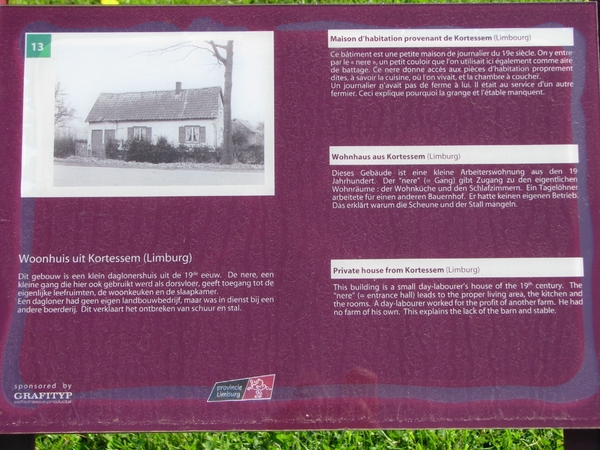 13
Woonhuis uit Kortessem (Limburg)
Dit gebouw is een klein daglonershuis uit de 19de eeuw. De nere, een
kleine gang die hier ook gebruikt werd als dorsvloer, geeft toegang tot de
eigenlijke leefruimten, de woonkeuken en de slaapkamer.
Een dagloner had geen eigen landbouwbedrijf, maar was in dienst bij een
andere boerderij. Dit verklaart het ontbreken van schuur en stal.
sponsored by
GRAFITYP
provincie
Limburg
Maison d'habitation provenant de Kortessem (Limbourg)
Ce bâtiment est une petite maison de journalier du 19e siècle. On y entre
par le « nere », un petit couloir que l'on utilisait ici également comme aire
de battage. Ce nere donne accès aux pièces d'habitation proprement
dites, à savoir la cuisine, où l'on vivait, et la chambre à coucher.
Un journalier n'avait pas de ferme à lui. Il était au service d'un autre
fermier. Ceci explique pourquoi la grange et l'étable manquent.
Wohnhaus aus Kortessem (Limburg)
Dieses Gebäude ist eine kleine Arbeiterswohnung aus den 19
Jahrhundert. Der "nere" (= Gang) gibt Zugang zu den eigentlichen
Wohnräume : der Wohnküche und den Schlafzimmern. Ein Tagelöhner
arbeitete für einen anderen Bauernhof. Er hatte keinen eigenen Betrieb.
Das erklärt warum die Scheune und der Stall mangeln.
Private house from Kortessem (Limburg)
This building is a small day-labourer's house of the 19th century. The
"nere" (= entrance hall) leads to the proper living area, the kitchen and
the rooms. A day-labourer worked for the profit of another farm. He had
no farm of his own. This explains the lack of the barn and stable.